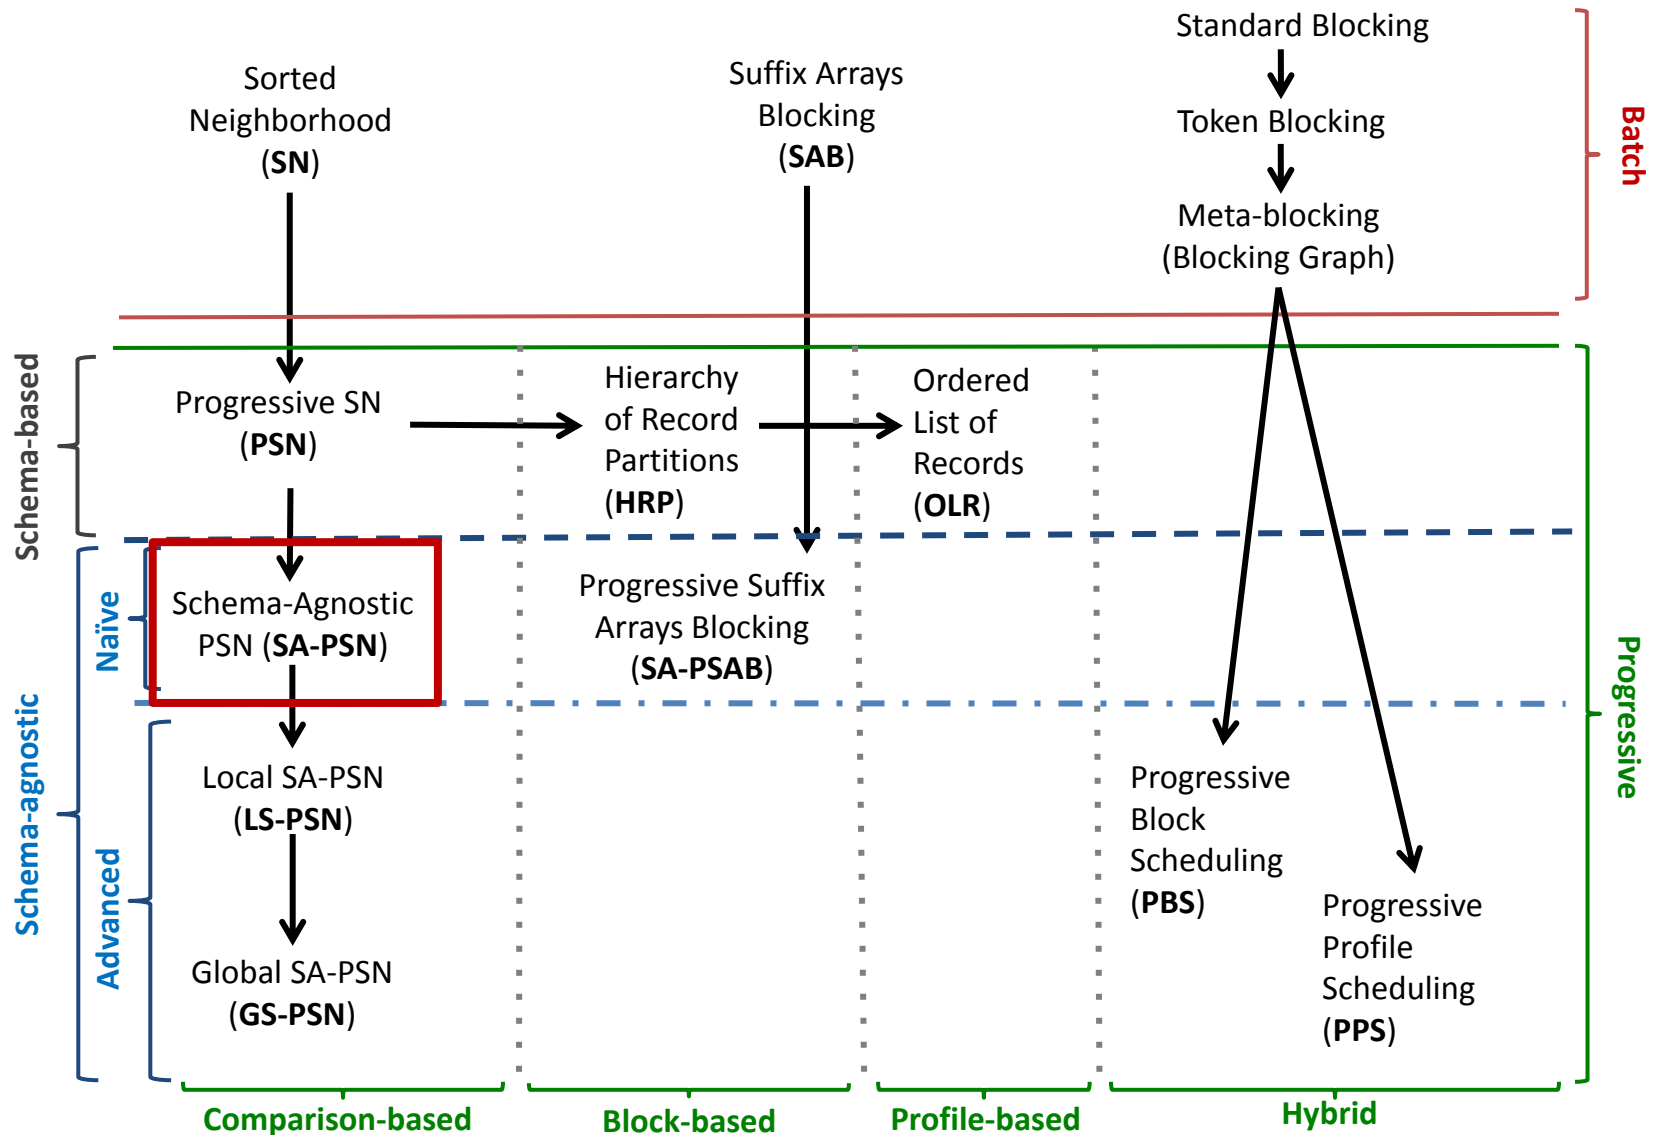 Standard Blocking
Token Blocking
Meta-blocking
(Blocking Graph)
Sorted
Neighborhood
(SN)
Suffix Arrays
Blocking
(SAB)
Batch
Schema-based
Progressive SN
(PSN)
Hierarchy
of Record
Partitions
(HRP)
Ordered
List of
Records
(OLR)
Schema-agnostic
Naïve
Schema-Agnostic
PSN (SA-PSN)
Progressive Suffix
Arrays Blocking
(SA-PSAB)
Progressive
Advanced
Local SA-PSN
(LS-PSN)
Global SA-PSN
(GS-PSN)
Progressive
Block
Scheduling
(PBS)
Progressive
Profile
Scheduling
(PPS)
Comparison-based
Block-based
Profile-based
Hybrid